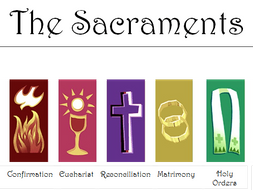 The Sacraments
Confirmation Eucharist Reconciliation Matrimony Holy
Orders